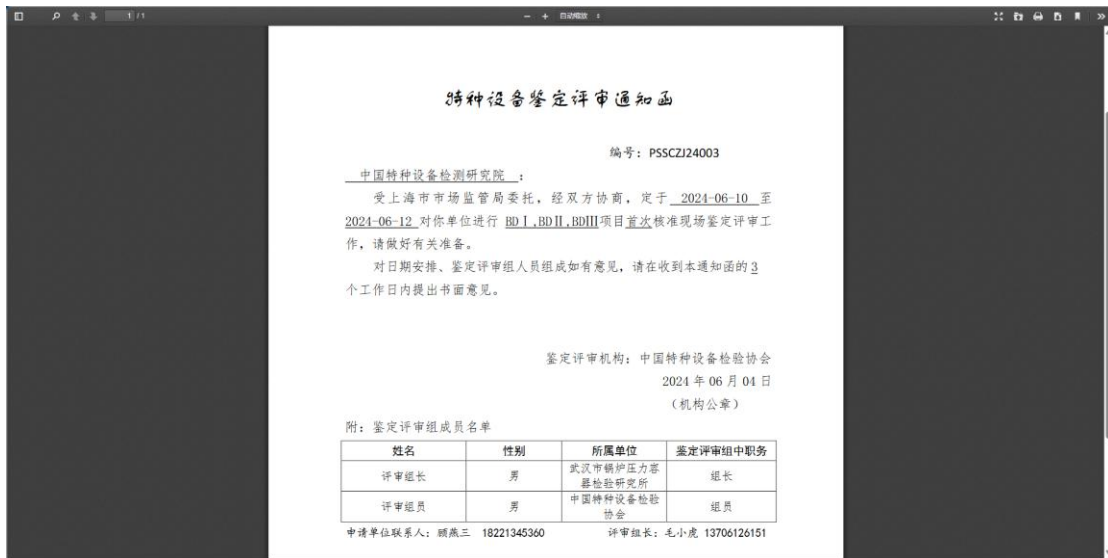 1 / 1
自动缩放
特种设备鉴定评审通知函
编号：PSSCZJ24003
中国特种设备检测研究院 ：
受上海市市场监管局委托，经双方协商，定于 2024-06-10 至
2024-06-12 对你单位进行 BDⅠ,BDⅡ,BDⅢ项目首次核准现场鉴定评审工
作，请做好有关准备。
对日期安排、鉴定评审组人员组成如有意见，请在收到本通知函的 3
个工作日内提出书面意见。
鉴定评审机构：中国特种设备检验协会
2024 年 06 月 04 日
（机构公章）
附：鉴定评审组成员名单
姓名 性别 所属单位 鉴定评审组中职务
评审组长 男 武汉市锅炉压力容 组长
器检验研究所
评审组员 男 中国特种设备检验 组员
协会
申请单位联系人：顾燕三 18221345360 评审组长：毛小虎 13706126151